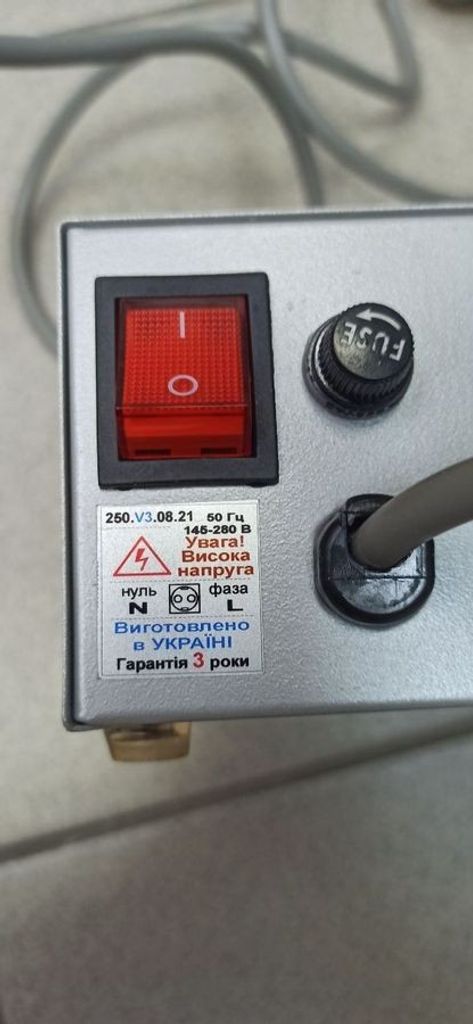 I
O
FUSE
250.V3.08.21 50 Гц
145-280 В
Увага!
Висока
напруга
нуль фаза
N L
Виготовлено
в УКРАЇНІ
Гарантія 3 роки